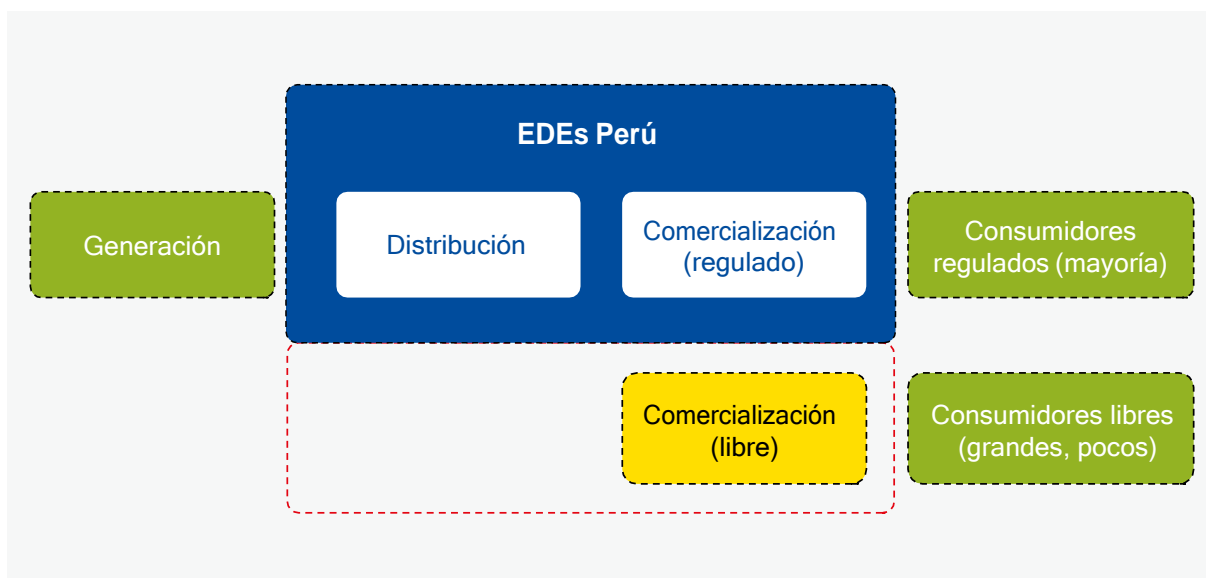 EDEs Perú
Generación
Distribución
Comercialización
(regulado)
Consumidores
regulados (mayoría)
Comercialización
(libre)
Consumidores libres
(grandes, pocos)